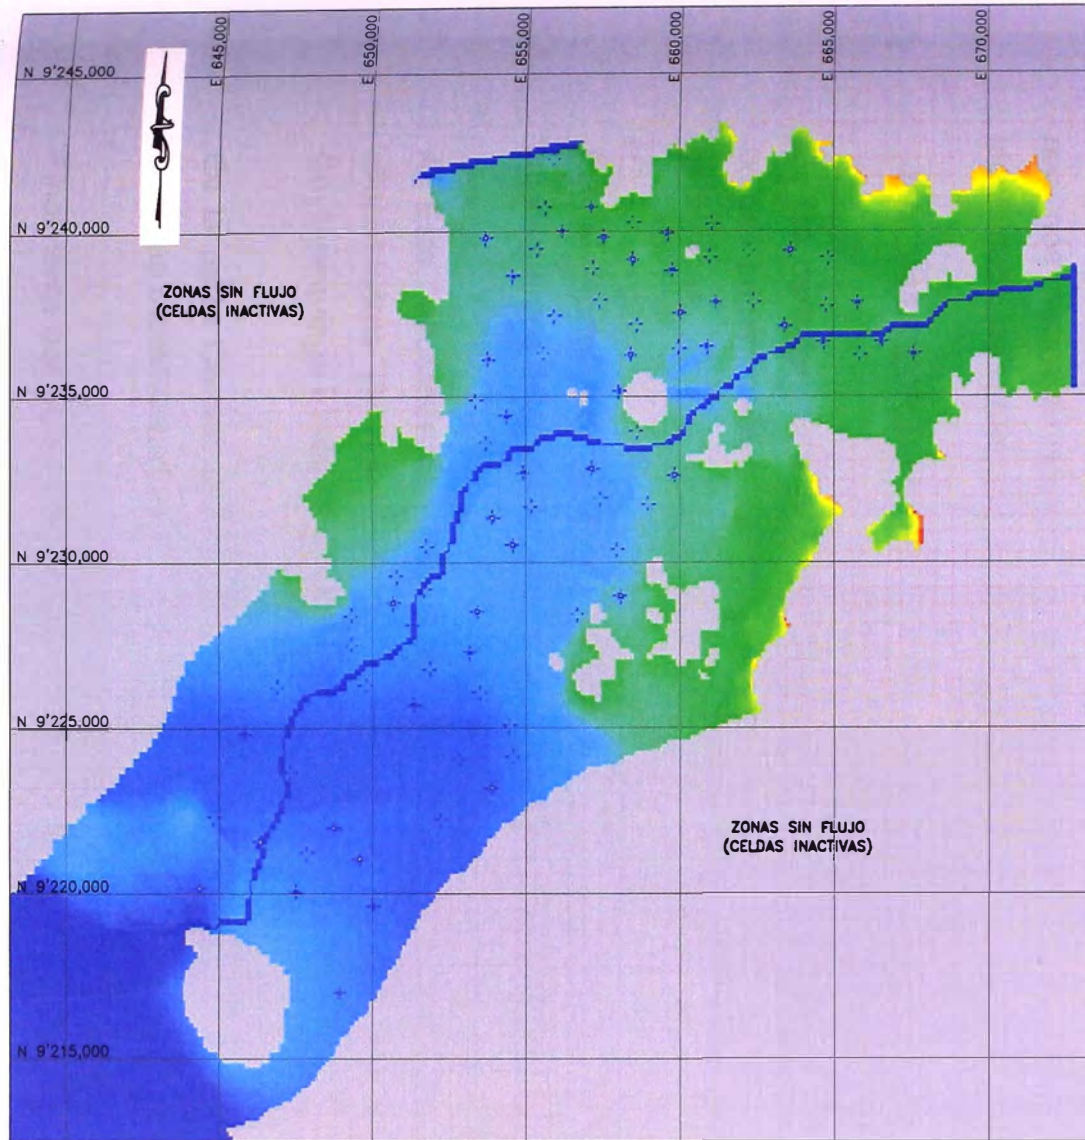 E 645,000
E 650,000
E 655,000
E 660,000
E 665,000
E 670,000
N 9'245,000
N 9'240,000
ZONAS SIN FLUJO
(CELDAS INACTIVAS)
N 9'235,000
N 9'230,000
N 9'225,000
ZONAS SIN FLUJO
(CELDAS INACTIVAS)
N 9'220,000
N 9'215,000